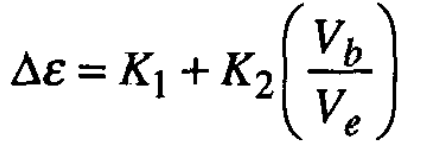 Δε = K₁ + K₂(V_b/V_e)